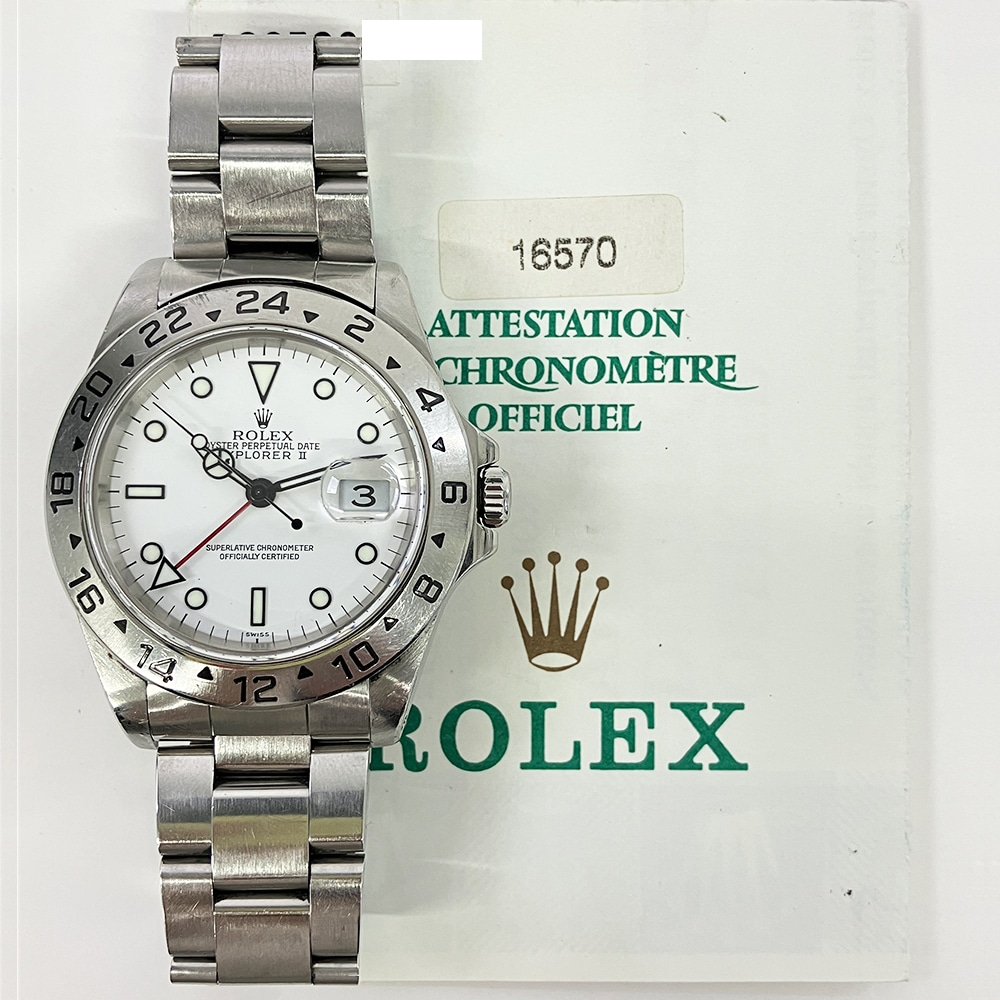 16570
ATTESTATION
CHRONOMÈTRE
OFFICIEL
ROLEX
24
2
4
6
8
10
12
14
16
18
20
22
ROLEX
OYSTER PERPETUAL DATE
EXPLORER II
3
SUPERLATIVE CHRONOMETER
OFFICIALLY CERTIFIED
SWISS